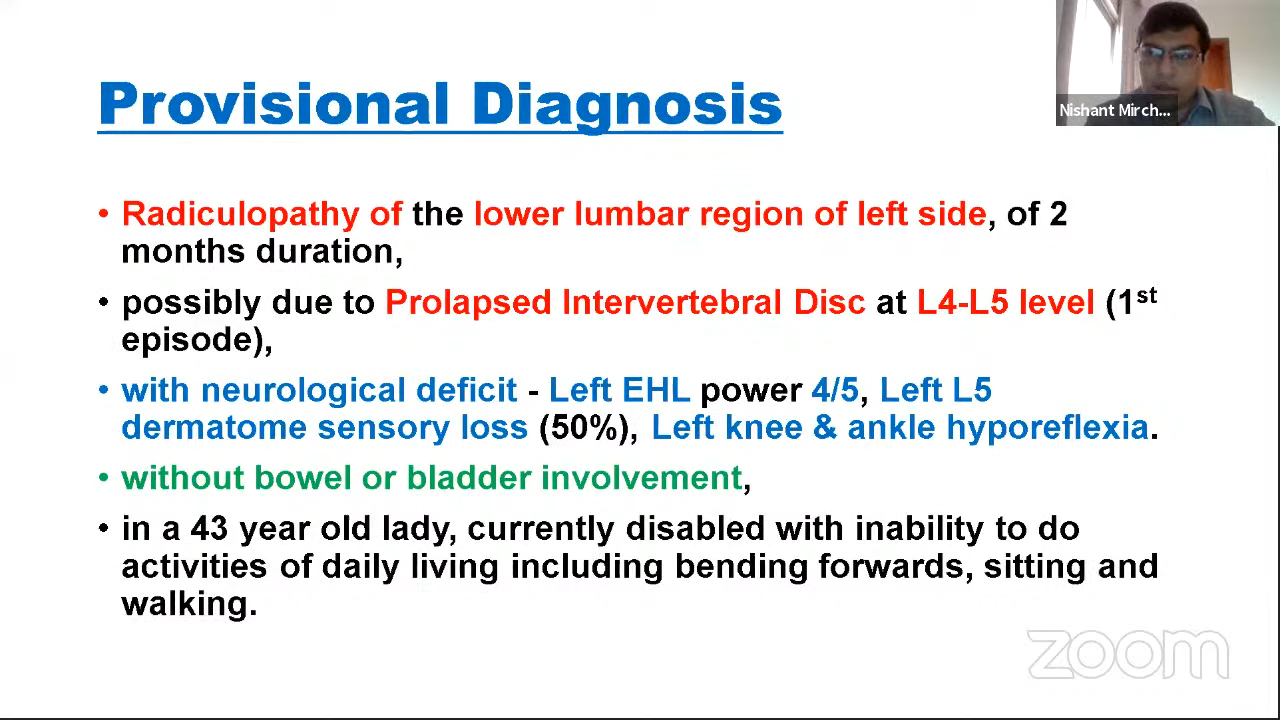 Provisional Diagnosis
Nishant Mirch...
• Radiculopathy of the lower lumbar region of left side, of 2
months duration,
• possibly due to Prolapsed Intervertebral Disc at L4-L5 level (1st
episode),
• with neurological deficit - Left EHL power 4/5, Left L5
dermatome sensory loss (50%), Left knee & ankle hyporeflexia.
• without bowel or bladder involvement,
• in a 43 year old lady, currently disabled with inability to do
activities of daily living including bending forwards, sitting and
walking.
zoom